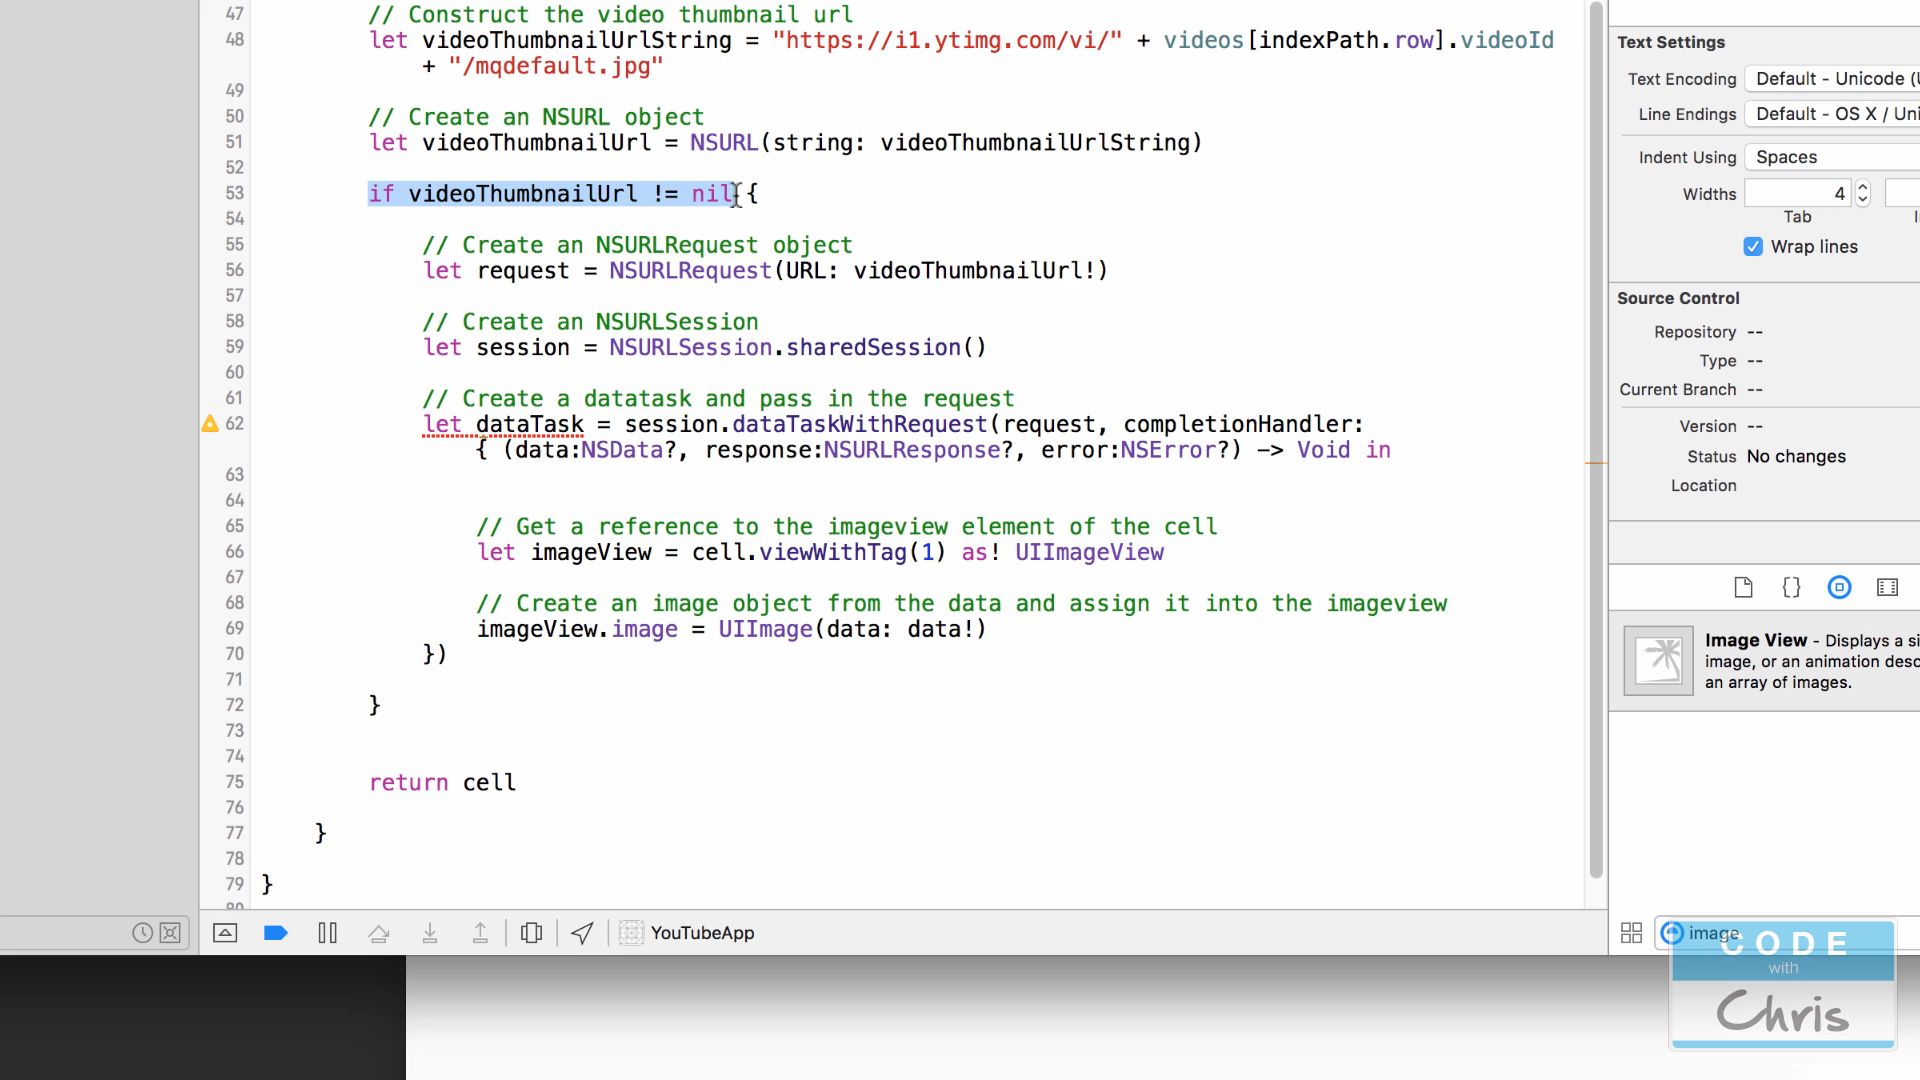 47 // Construct the video thumbnail url
48 let videoThumbnailUrlString = "https://i1.ytimg.com/vi/" + videos[indexPath.row].videoId
+ "/mqdefault.jpg"
49
50 // Create an NSURL object
51 let videoThumbnailUrl = NSURL(string: videoThumbnailUrlString)
52
53 if videoThumbnailUrl != nil {
54
55 // Create an NSURLRequest object
56 let request = NSURLRequest(URL: videoThumbnailUrl!)
57
58 // Create an NSURLSession
59 let session = NSURLSession.sharedSession()
60
61 // Create a datatask and pass in the request
62 let dataTask = session.dataTaskWithRequest(request, completionHandler:
{ (data:NSData?, response:NSURLResponse?, error:NSError?) -> Void in
63
64
65 // Get a reference to the imageview element of the cell
66 let imageView = cell.viewWithTag(1) as! UIImageView
67
68 // Create an image object from the data and assign it into the imageview
69 imageView.image = UIImage(data: data!)
70 })
71
72 }
73
74
75 return cell
76
77 }
78
79 }
YouTubeApp
Text Settings
Text Encoding Default - Unicode (
Line Endings Default - OS X / Uni
Indent Using Spaces
Widths 4
Tab
Wrap lines
Source Control
Repository --
Type --
Current Branch --
Version --
Status No changes
Location
{}
Image View - Displays a si
image, or an animation desc
an array of images.
image
CODE
with
Chris